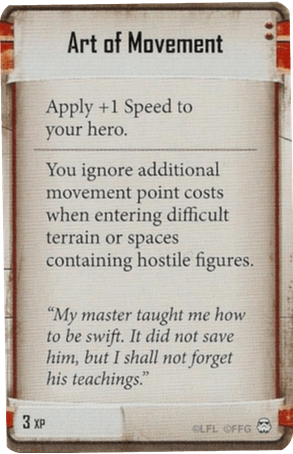 Art of Movement
Apply +1 Speed to
your hero.
You ignore additional
movement point costs
when entering difficult
terrain or spaces
containing hostile figures.
“My master taught me how
to be swift. It did not save
him, but I shall not forget
his teachings.”
3 XP
©LFL ©FFG